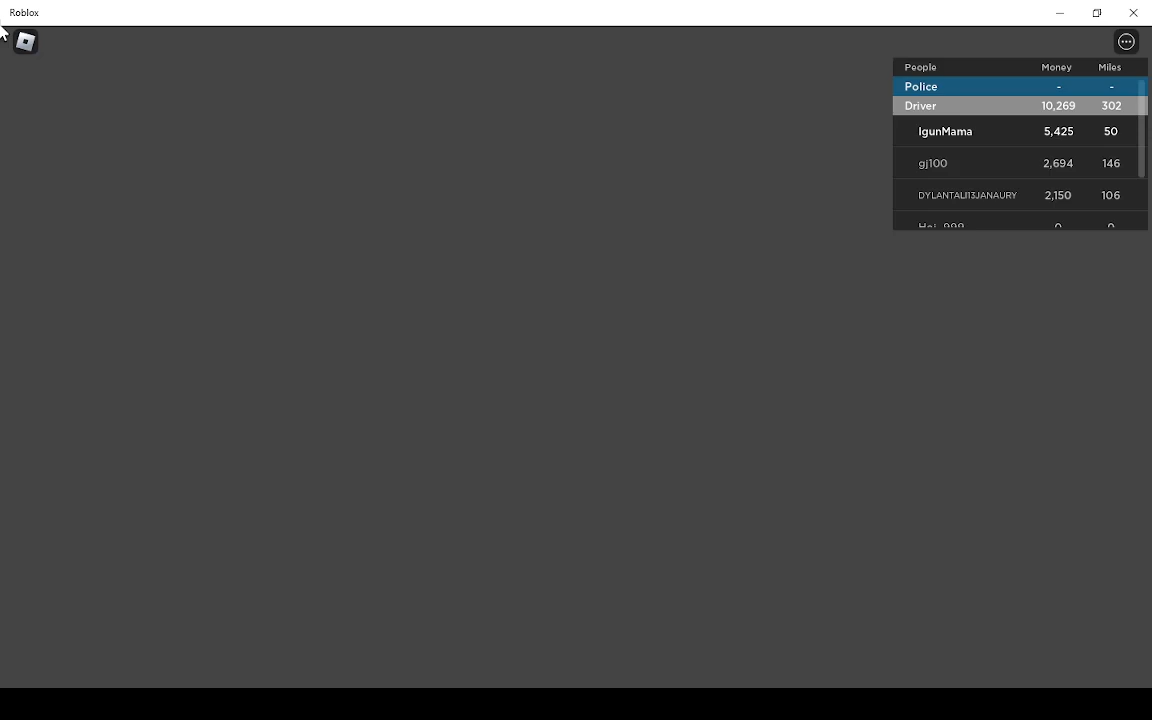 Roblox
People Money Miles
Police - -
Driver 10,269 302
IgunMama 5,425 50
gj100 2,694 146
DYLANTALI113JANAURY 2,150 106